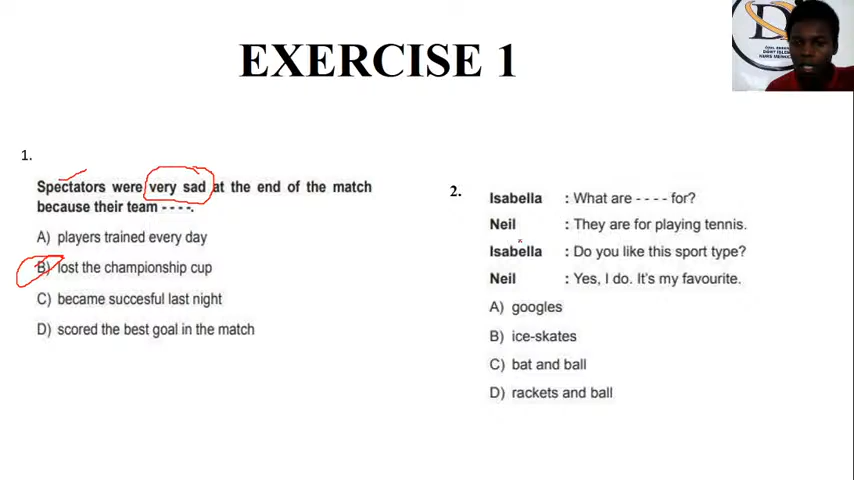 EXERCISE 1
1.
Spectators were very sad at the end of the match
because their team - - - -.
A) players trained every day
B) lost the championship cup
C) became succesful last night
D) scored the best goal in the match
2.
Isabella : What are - - - - for?
Neil : They are for playing tennis.
Isabella : Do you like this sport type?
Neil : Yes, I do. It's my favourite.
A) googles
B) ice-skates
C) bat and ball
D) rackets and ball